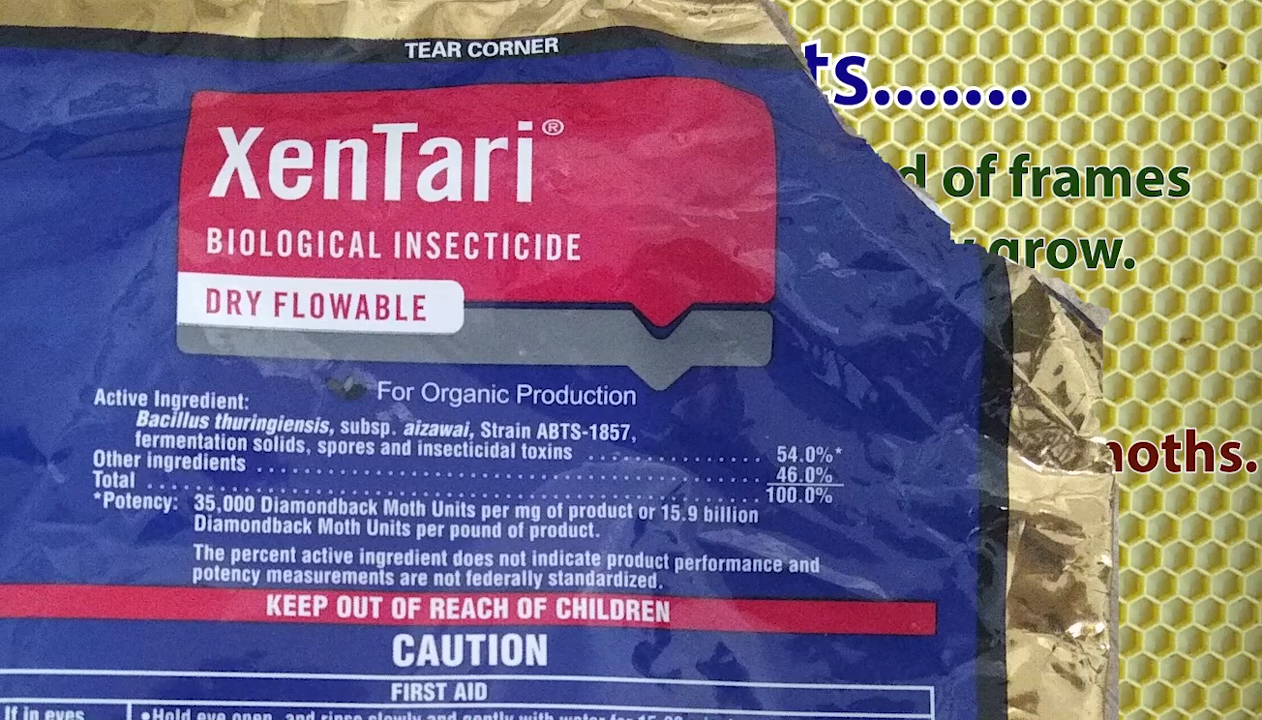 TEAR CORNER
ts.......
XenTari®
d of frames
BIOLOGICAL INSECTICIDE
grow.
DRY FLOWABLE
For Organic Production
Active Ingredient:
Bacillus thuringiensis, subsp. aizawai, Strain ABTS-1857,
fermentation solids, spores and insecticidal toxins .................. 54.0%*
Other ingredients .................. 46.0%
Total .................. 100.0%
moths.
*Potency: 35,000 Diamondback Moth Units per mg of product or 15.9 billion
Diamondback Moth Units per pound of product.
The percent active ingredient does not indicate product performance and
potency measurements are not federally standardized.
KEEP OUT OF REACH OF CHILDREN
CAUTION
FIRST AID
If in eyes •Hold eye open, and rinse slowly and gently with water for